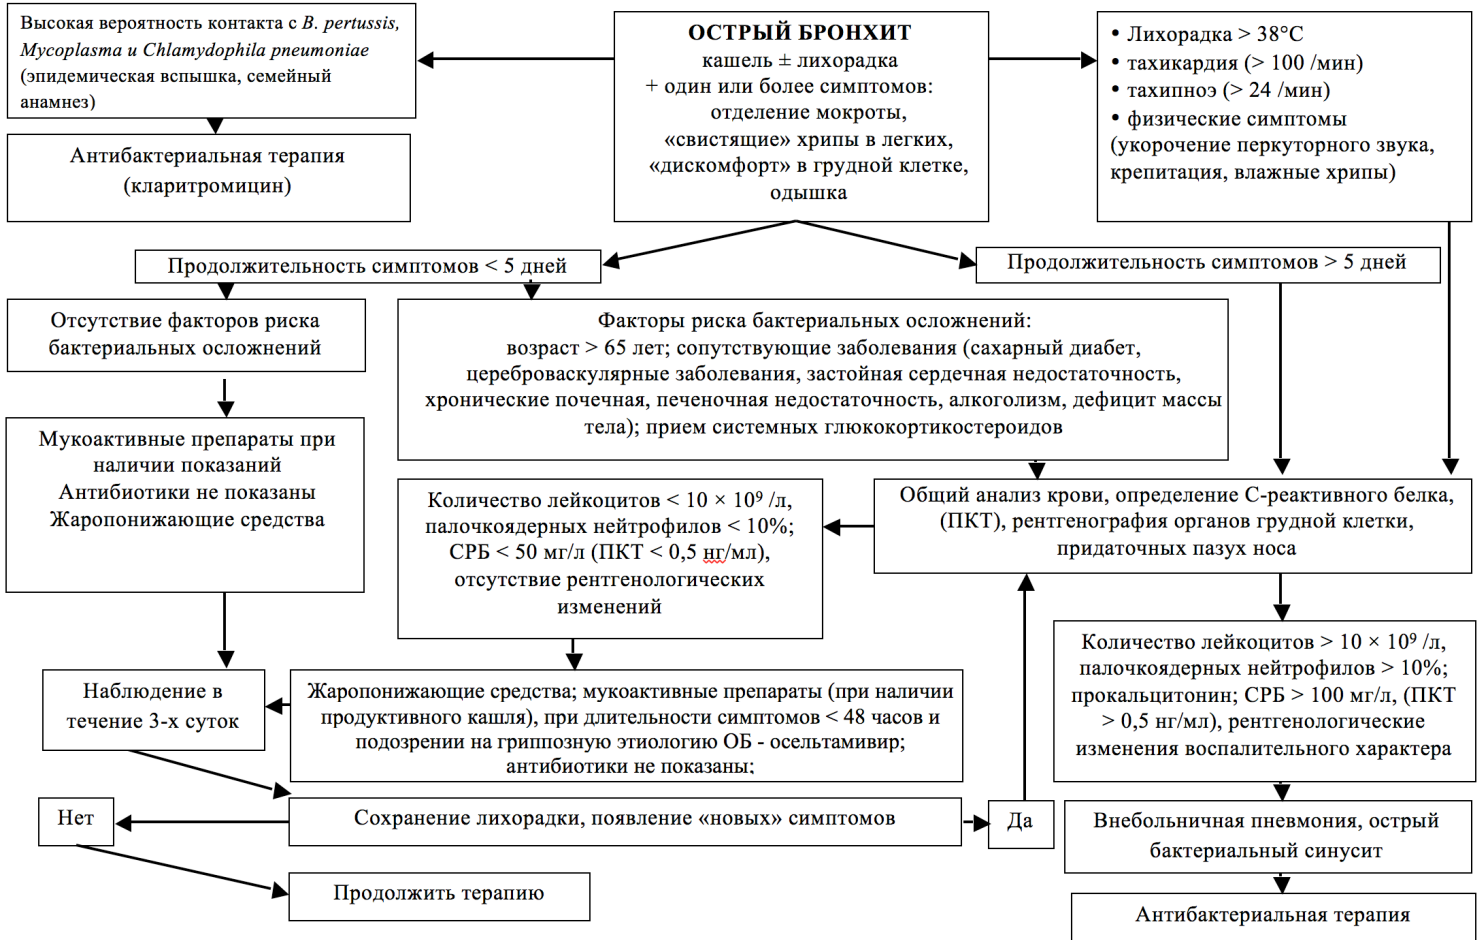 Высокая вероятность контакта с B. pertussis,
Mycoplasma и Chlamydophila pneumoniae
(эпидемическая вспышка, семейный
анамнез)
Антибактериальная терапия
(кларитромицин)
ОСТРЫЙ БРОНХИТ
кашель ± лихорадка
+ один или более симптомов:
отделение мокроты,
«свистящие» хрипы в легких,
«дискомфорт» в грудной клетке,
одышка
• Лихорадка > 38°C
• тахикардия (> 100 /мин)
• тахипноэ (> 24 /мин)
• физические симптомы
(укорочение перкуторного звука,
крепитация, влажные хрипы)
Продолжительность симптомов < 5 дней
Продолжительность симптомов > 5 дней
Отсутствие факторов риска
бактериальных осложнений
Факторы риска бактериальных осложнений:
возраст > 65 лет; сопутствующие заболевания (сахарный диабет,
цереброваскулярные заболевания, застойная сердечная недостаточность,
хронические почечная, печеночная недостаточность, алкоголизм, дефицит массы
тела); прием системных глюкокортикостероидов
Мукоактивные препараты при
наличии показаний
Антибиотики не показаны
Жаропонижающие средства
Количество лейкоцитов < 10 × 10⁹ /л,
палочкоядерных нейтрофилов < 10%;
СРБ < 50 мг/л (ПКТ < 0,5 нг/мл),
отсутствие рентгенологических
изменений
Общий анализ крови, определение С-реактивного белка,
(ПКТ), рентгенография органов грудной клетки,
придаточных пазух носа
Количество лейкоцитов > 10 × 10⁹ /л,
палочкоядерных нейтрофилов > 10%;
прокальцитонин; СРБ > 100 мг/л, (ПКТ
> 0,5 нг/мл), рентгенологические
изменения воспалительного характера
Наблюдение в
течение 3-х суток
Жаропонижающие средства; мукоактивные препараты (при наличии
продуктивного кашля), при длительности симптомов < 48 часов и
подозрении на гриппозную этиологию ОБ - осельтамивир;
антибиотики не показаны;
Нет
Сохранение лихорадки, появление «новых» симптомов
Да
Внебольничная пневмония, острый
бактериальный синусит
Продолжить терапию
Антибактериальная терапия